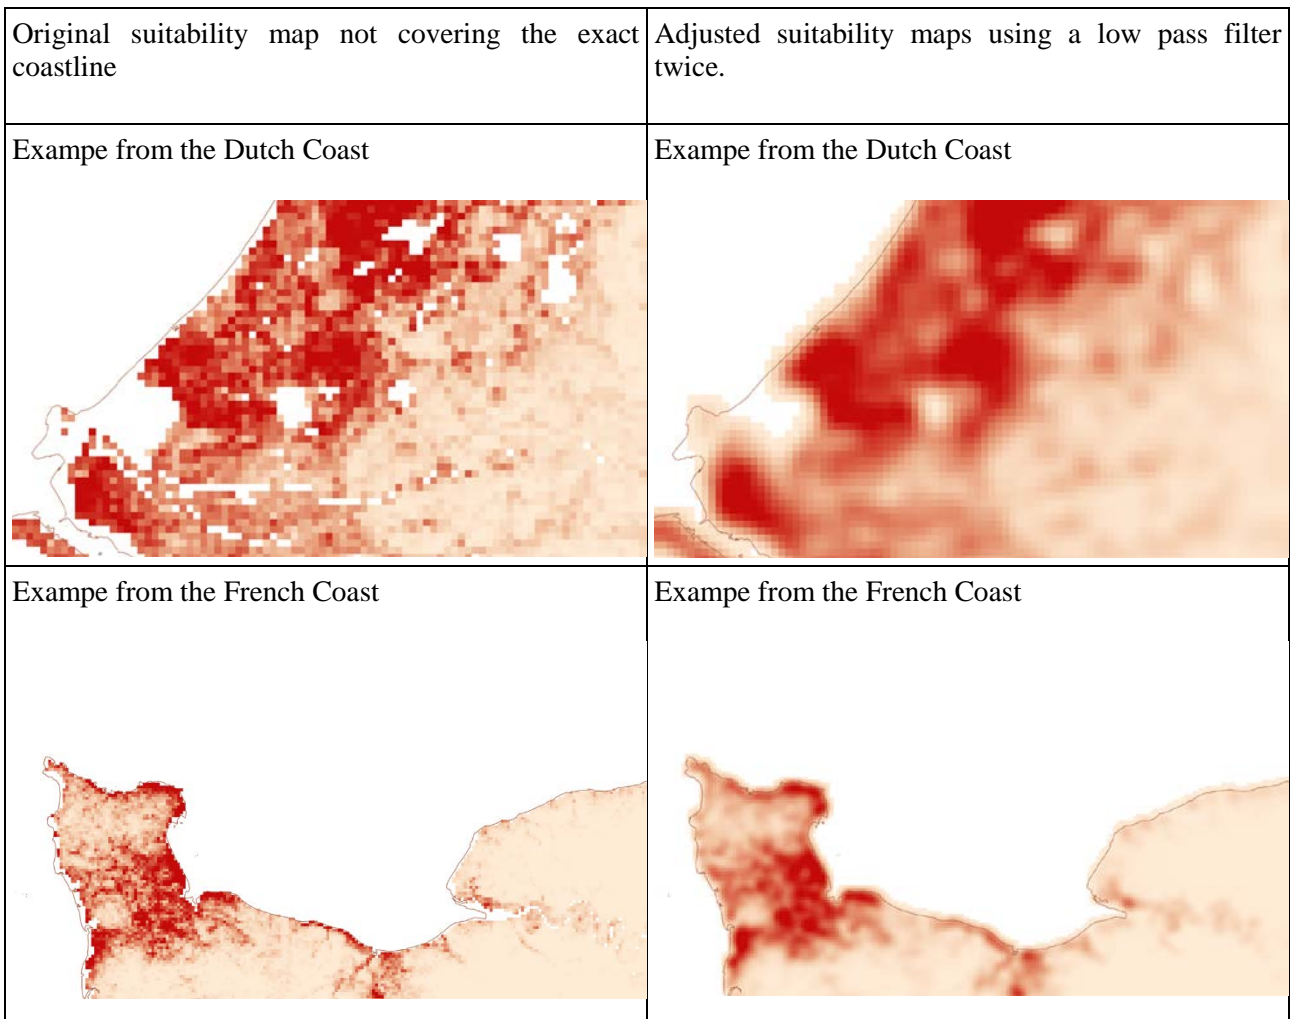 Original suitability map not covering the exact
coastline
Adjusted suitability maps using a low pass filter
twice.
Exampe from the Dutch Coast
Exampe from the Dutch Coast
Exampe from the French Coast
Exampe from the French Coast